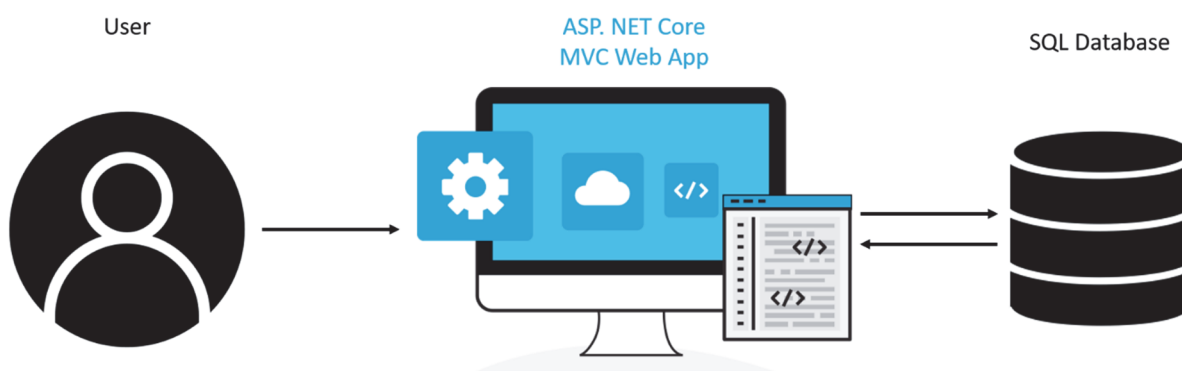 User
ASP. NET Core
MVC Web App
SQL Database
</>
</>
</>